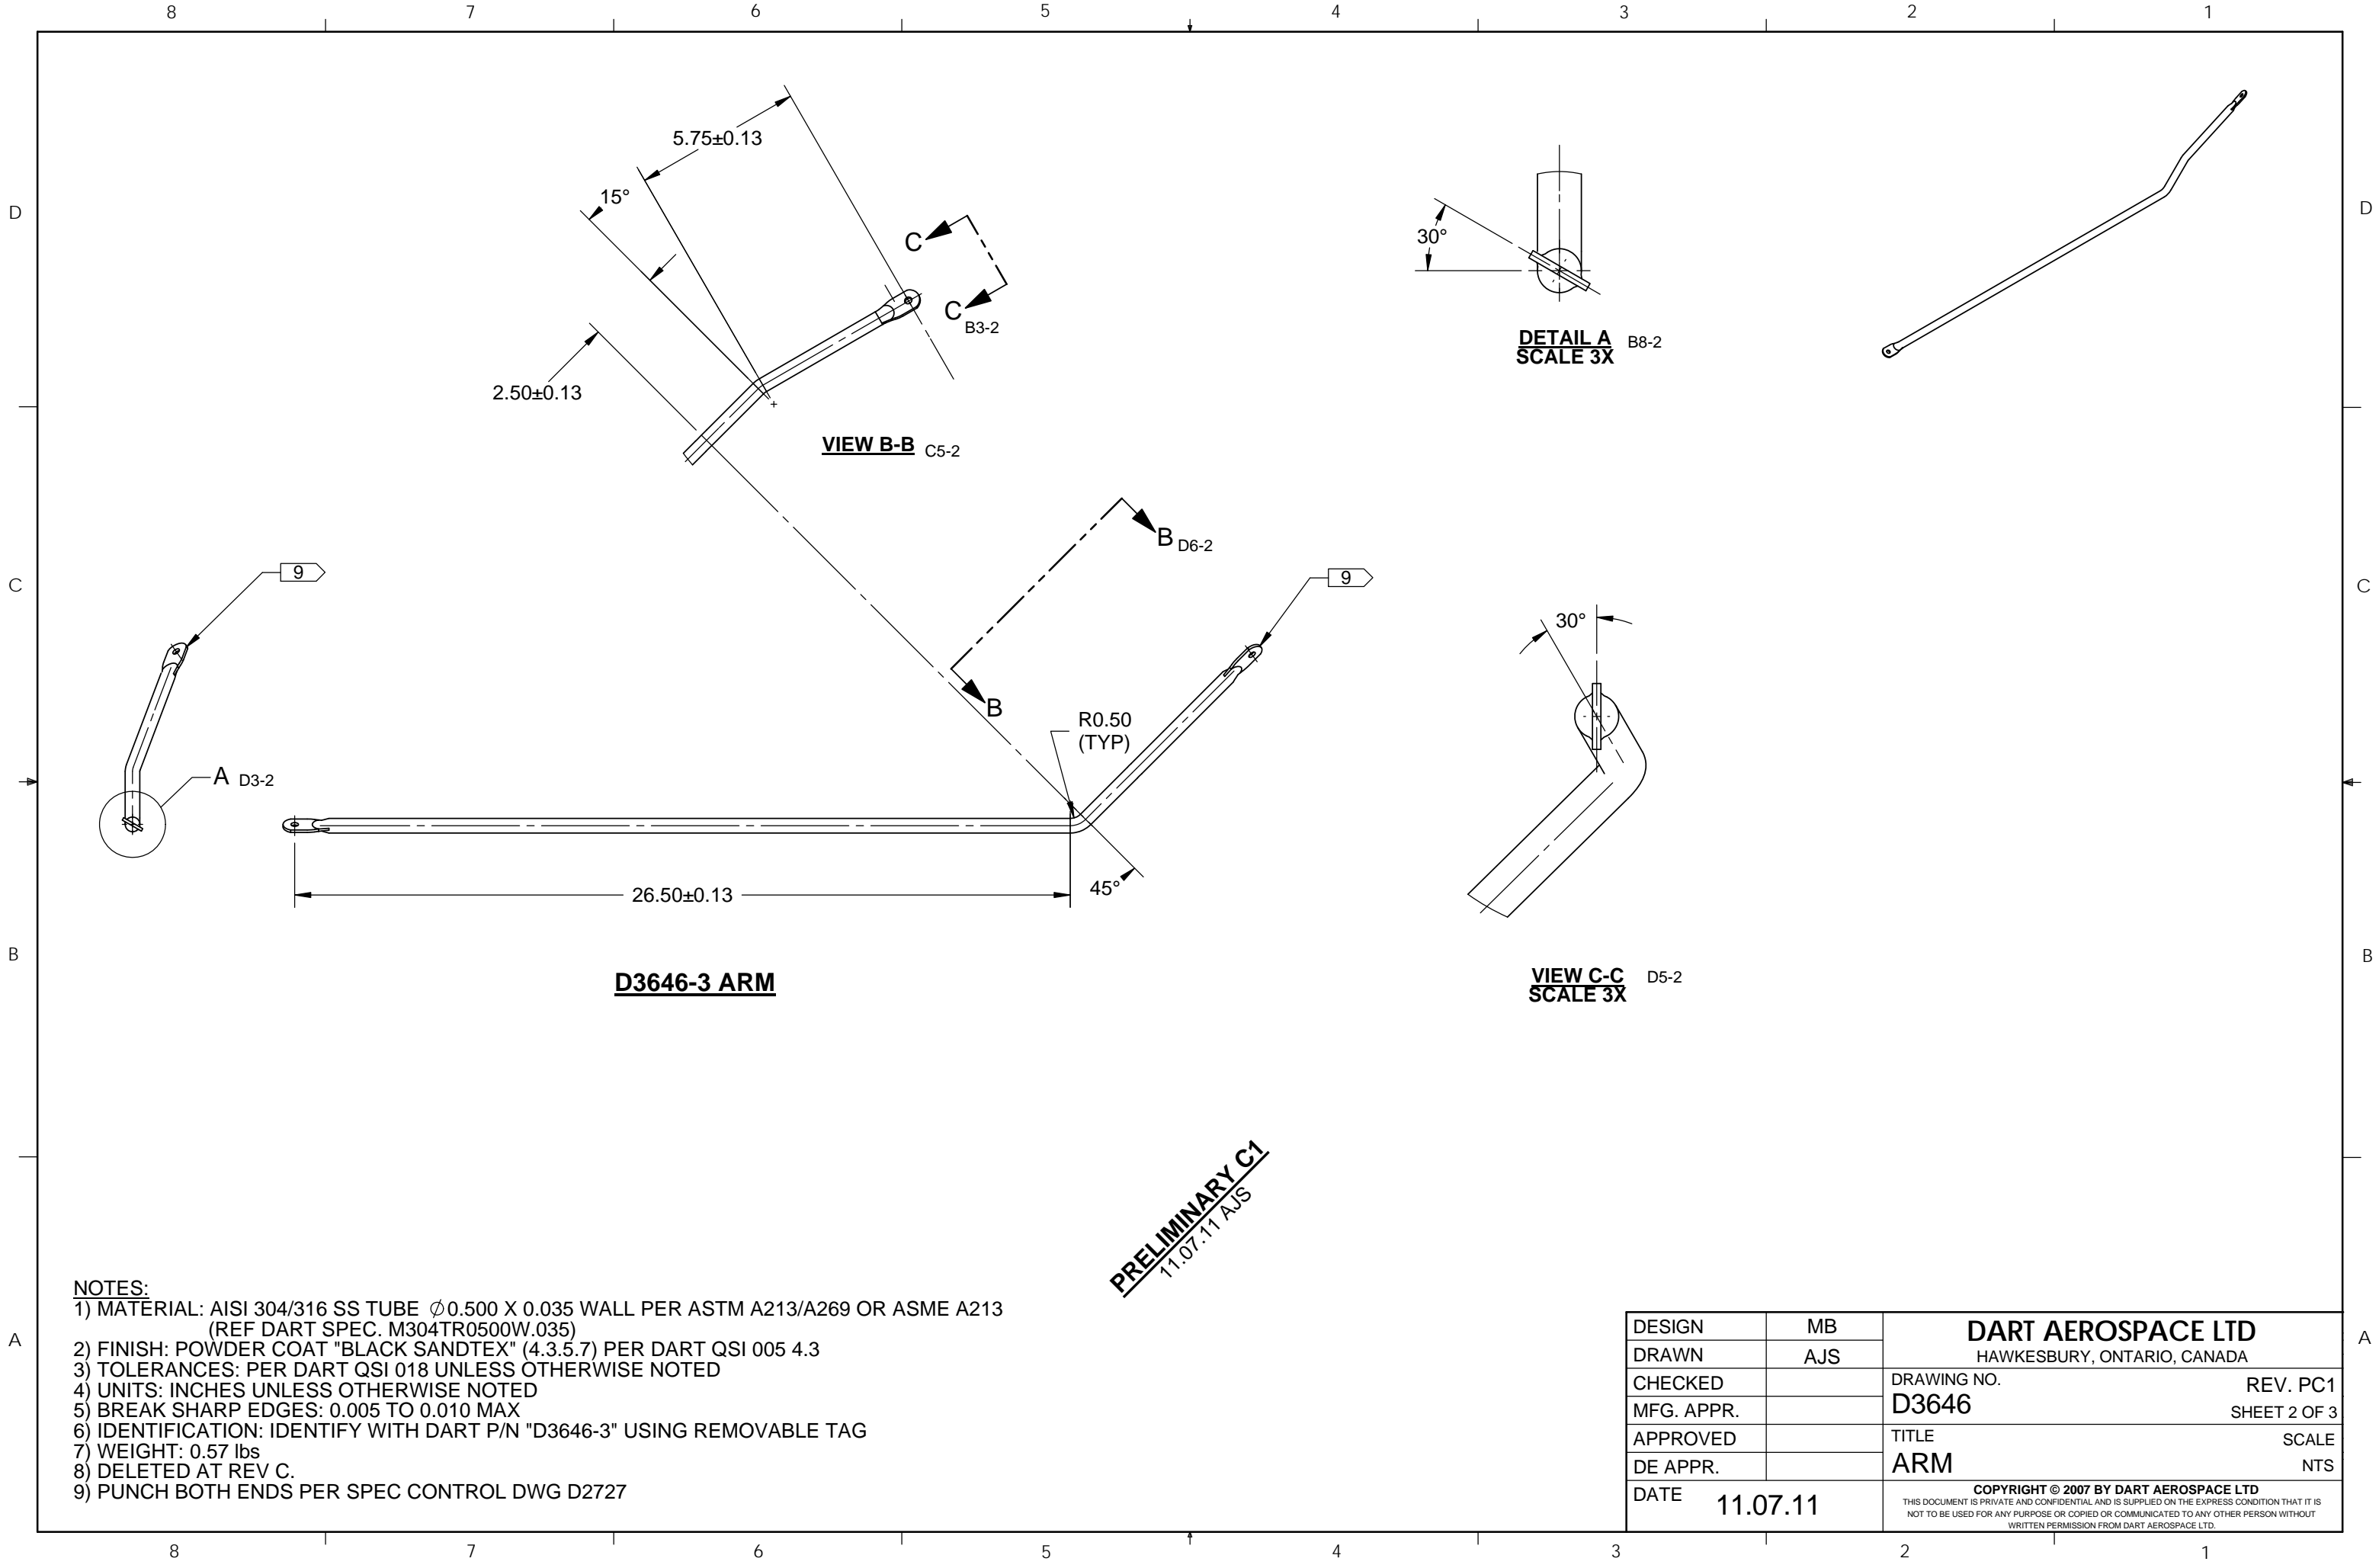 8 7 6 5 4 3 2 1
D
C
B
A
D
C
B
A
5.75±0.13
15°
2.50±0.13
C
C B3-2
VIEW B-B C5-2
30°
DETAIL A B8-2
SCALE 3X
B D6-2
B
9
9
A D3-2
R0.50
(TYP)
26.50±0.13
45°
D3646-3 ARM
30°
VIEW C-C D5-2
SCALE 3X
PRELIMINARY C1
11.07.11 AJS
NOTES:
1) MATERIAL: AISI 304/316 SS TUBE ∅0.500 X 0.035 WALL PER ASTM A213/A269 OR ASME A213
(REF DART SPEC. M304TR0500W.035)
2) FINISH: POWDER COAT "BLACK SANDTEX" (4.3.5.7) PER DART QSI 005 4.3
3) TOLERANCES: PER DART QSI 018 UNLESS OTHERWISE NOTED
4) UNITS: INCHES UNLESS OTHERWISE NOTED
5) BREAK SHARP EDGES: 0.005 TO 0.010 MAX
6) IDENTIFICATION: IDENTIFY WITH DART P/N "D3646-3" USING REMOVABLE TAG
7) WEIGHT: 0.57 lbs
8) DELETED AT REV C.
9) PUNCH BOTH ENDS PER SPEC CONTROL DWG D2727
DESIGN MB
DRAWN AJS
CHECKED
MFG. APPR.
APPROVED
DE APPR.
DATE 11.07.11
DART AEROSPACE LTD
HAWKESBURY, ONTARIO, CANADA
DRAWING NO. REV. PC1
D3646 SHEET 2 OF 3
TITLE SCALE
ARM NTS
COPYRIGHT © 2007 BY DART AEROSPACE LTD
THIS DOCUMENT IS PRIVATE AND CONFIDENTIAL AND IS SUPPLIED ON THE EXPRESS CONDITION THAT IT IS
NOT TO BE USED FOR ANY PURPOSE OR COPIED OR COMMUNICATED TO ANY OTHER PERSON WITHOUT
WRITTEN PERMISSION FROM DART AEROSPACE LTD.
8 7 6 5 4 3 2 1